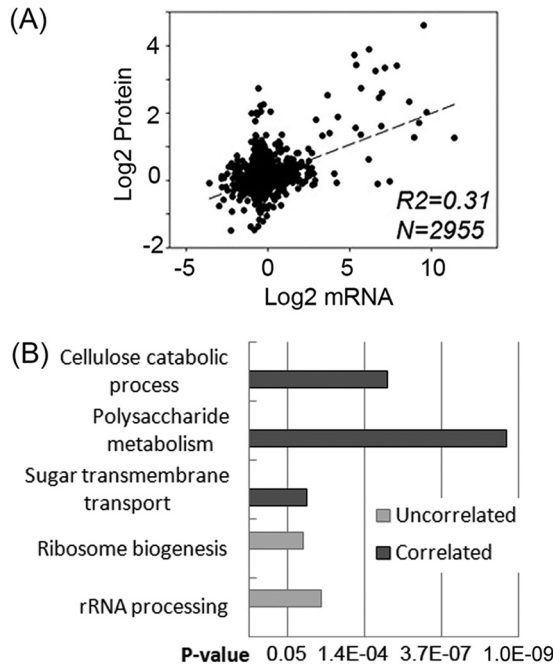 (A)
4
2
0
-2
Log2 Protein
-5 0 5 10
Log2 mRNA
R2=0.31
N=2955
(B)
Cellulose catabolic
process
Polysaccharide
metabolism
Sugar transmembrane
transport
Ribosome biogenesis
rRNA processing
Uncorrelated
Correlated
P-value 0.05 1.4E-04 3.7E-07 1.0E-09